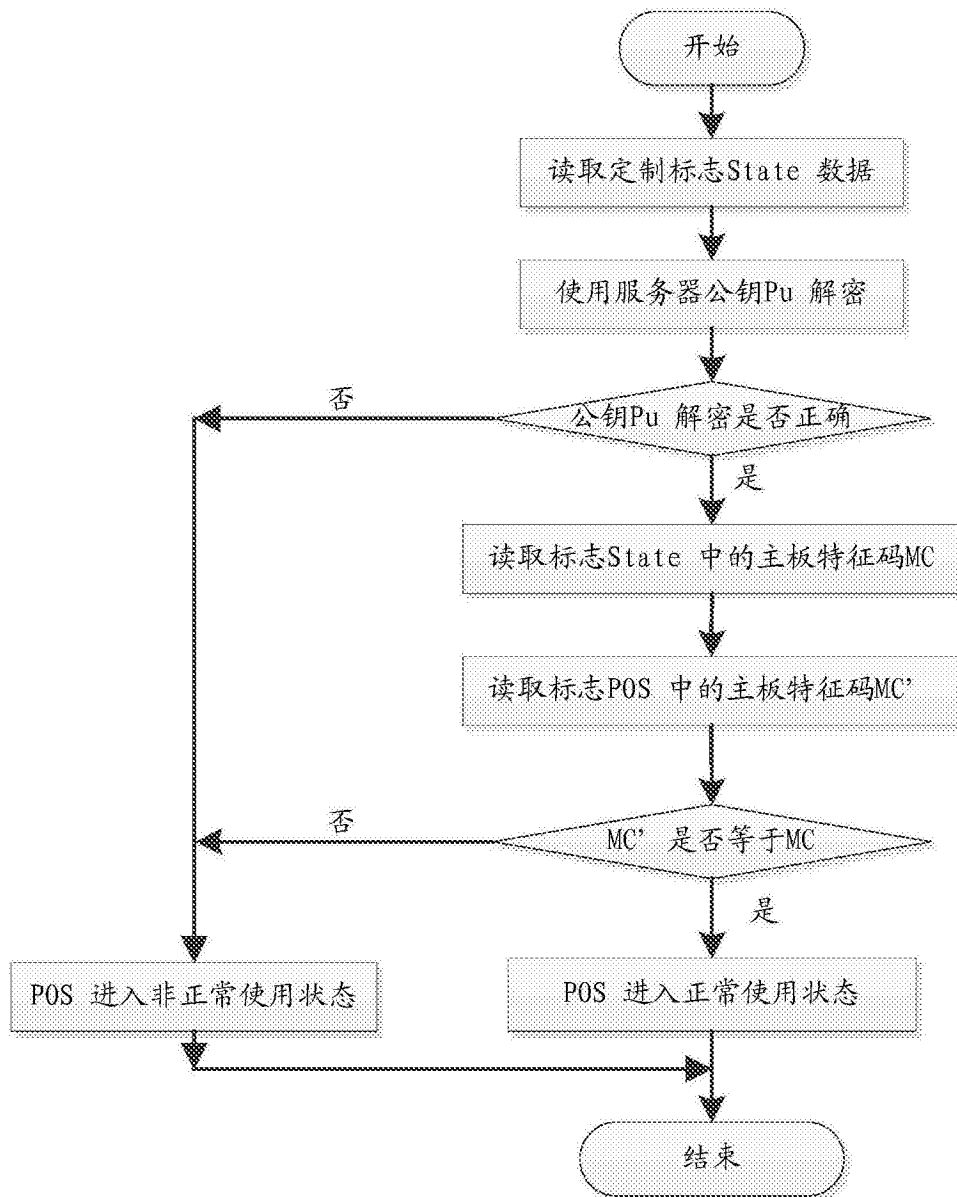 开始
读取定制标志State 数据
使用服务器公钥Pu 解密
否
公钥Pu 解密是否正确
是
读取标志State 中的主板特征码MC
读取标志POS 中的主板特征码MC’
否
MC’ 是否等于MC
是
POS 进入非正常使用状态
POS 进入正常使用状态
结束